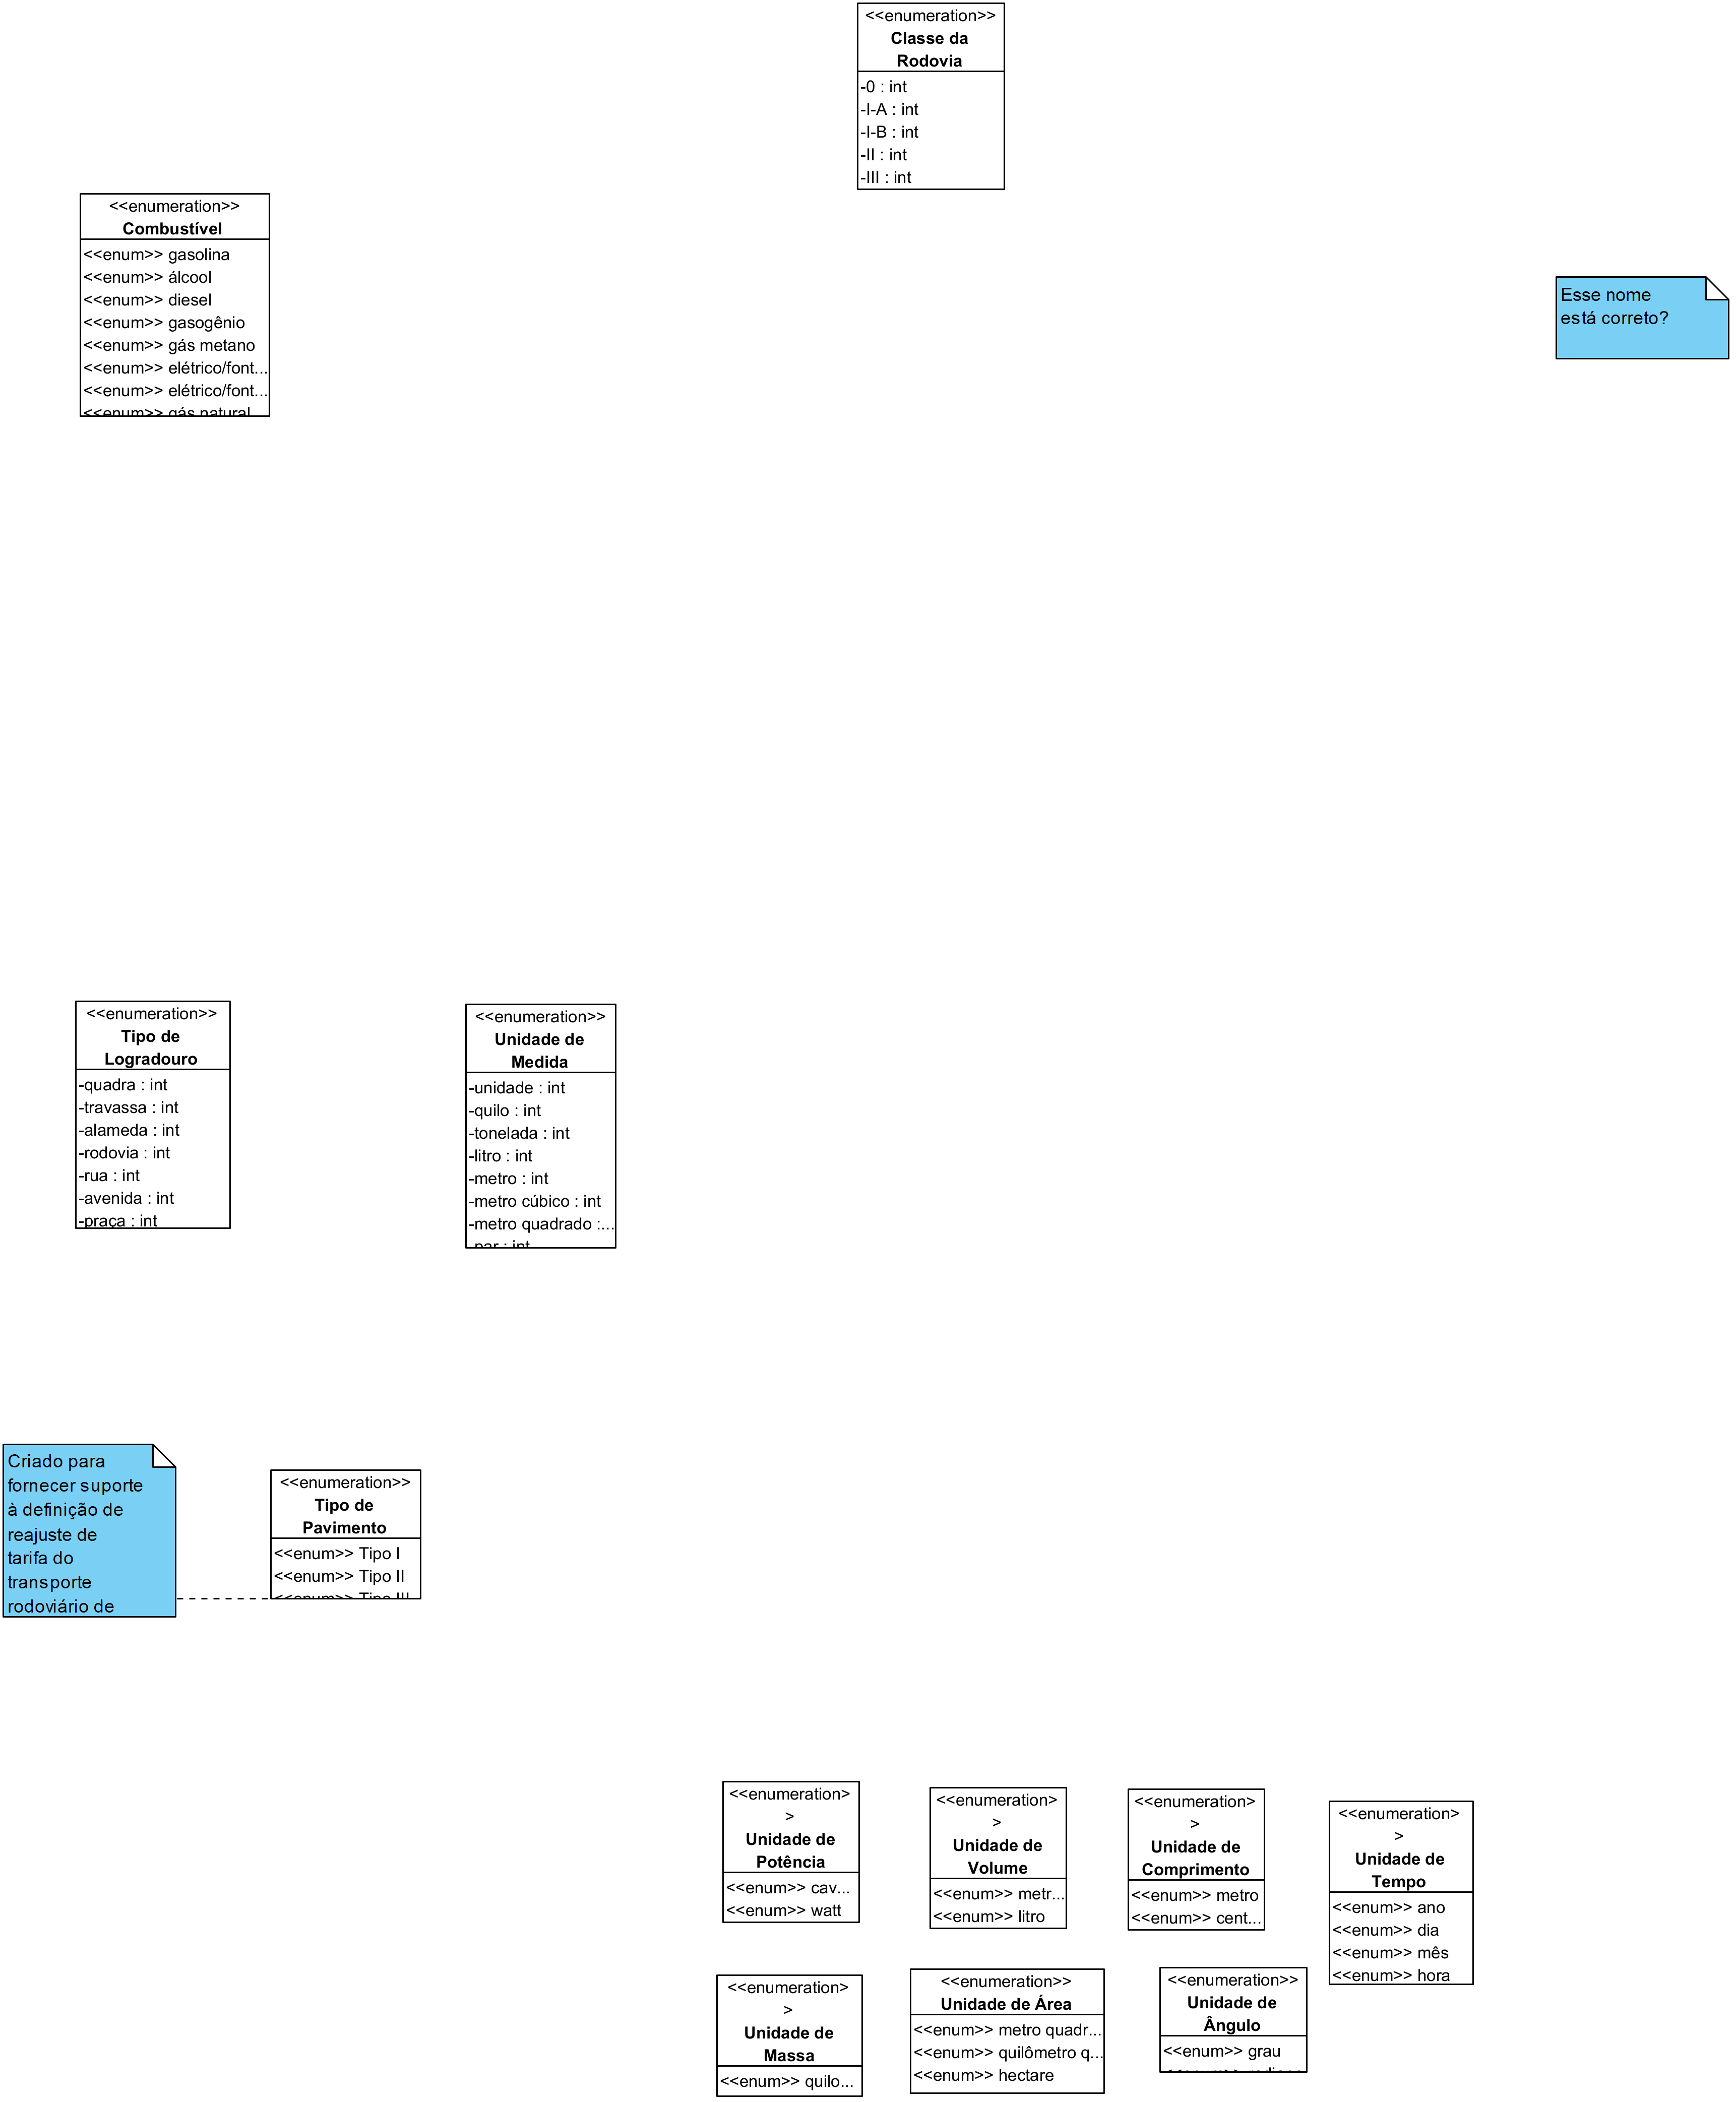 <<enumeration>>
Classe da
Rodovia
-0 : int
-I-A : int
-I-B : int
-II : int
-III : int
<<enumeration>>
Combustível
<<enum>> gasolina
<<enum>> álcool
<<enum>> diesel
<<enum>> gasogênio
<<enum>> gás metano
<<enum>> elétrico/font...
<<enum>> elétrico/font...
<<enum>> gás natural
Esse nome
está correto?
<<enumeration>>
Tipo de
Logradouro
-quadra : int
-travassa : int
-alameda : int
-rodovia : int
-rua : int
-avenida : int
-praça : int
<<enumeration>>
Unidade de
Medida
-unidade : int
-quilo : int
-tonelada : int
-litro : int
-metro : int
-metro cúbico : int
-metro quadrado :...
-par : int
Criado para
fornecer suporte
à definição de
reajuste de
tarifa do
transporte
rodoviário de
<<enumeration>>
Tipo de
Pavimento
<<enum>> Tipo I
<<enum>> Tipo II
<<enum>> Tipo III
<<enumeration>
>
Unidade de
Potência
<<enum>> cav...
<<enum>> watt
<<enumeration>
>
Unidade de
Volume
<<enum>> metr...
<<enum>> litro
<<enumeration>
>
Unidade de
Comprimento
<<enum>> metro
<<enum>> cent...
<<enumeration>
>
Unidade de
Tempo
<<enum>> ano
<<enum>> dia
<<enum>> mês
<<enum>> hora
<<enumeration>
>
Unidade de
Massa
<<enum>> quilo...
<<enumeration>>
Unidade de Área
<<enum>> metro quadr...
<<enum>> quilômetro q...
<<enum>> hectare
<<enumeration>>
Unidade de
Ângulo
<<enum>> grau